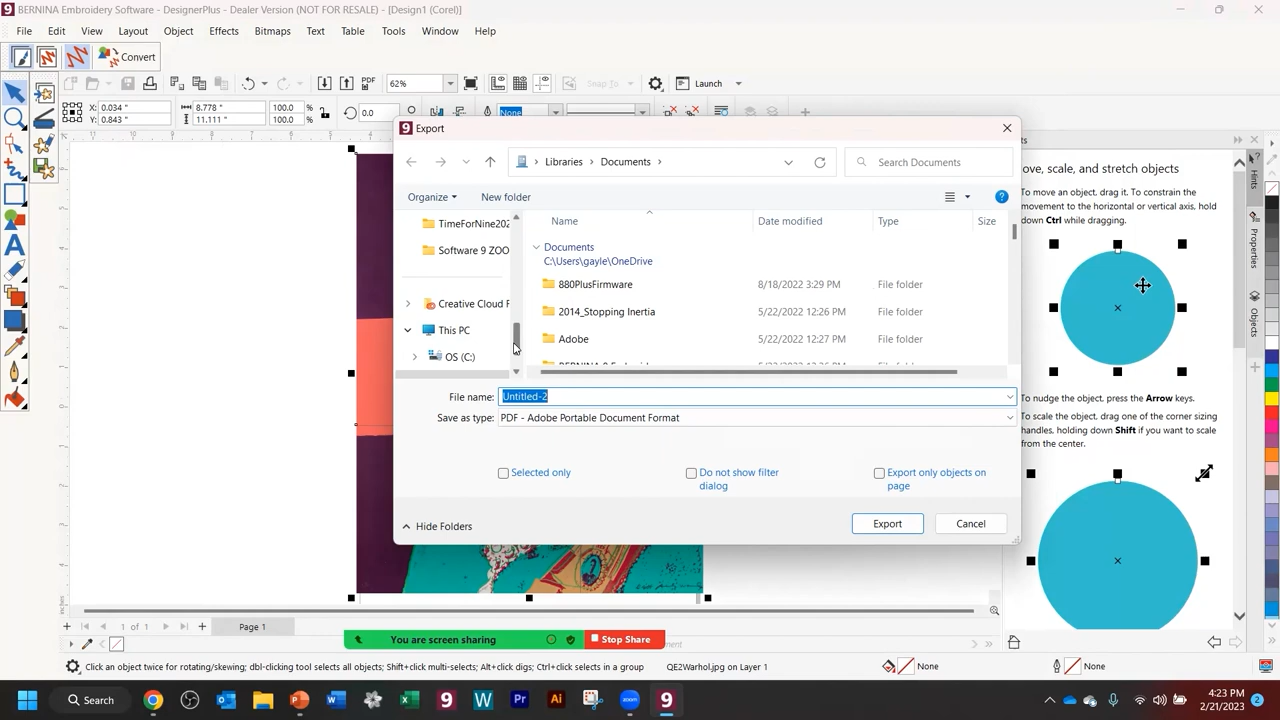 BERNINA Embroidery Software - DesignerPlus - Dealer Version (NOT FOR RESALE) - [Design1 (Corel)]
File Edit View Layout Object Effects Bitmaps Text Table Tools Window Help
Convert
PDF 62% Snap To Launch
X: 0.034 " 8.778 " 100.0 %
Y: 0.843 " 11.111 " 100.0 %
0.0
None
Export
Libraries Documents
Search Documents
Organize New folder
Name Date modified Type Size
TimeForNine202
Software 9 ZOO
Creative Cloud F
This PC
OS (C:)
Documents
C:\Users\gayle\OneDrive
880PlusFirmware 8/18/2022 3:29 PM File folder
2014_Stopping Inertia 5/22/2022 12:26 PM File folder
Adobe 5/22/2022 12:27 PM File folder
File name: Untitled-2
Save as type: PDF - Adobe Portable Document Format
Selected only
Do not show filter
dialog
Export only objects on
page
Hide Folders
Export Cancel
ove, scale, and stretch objects
To move an object, drag it. To constrain the
movement to the horizontal or vertical axis, hold
down Ctrl while dragging.
To nudge the object, press the Arrow keys.
To scale the object, drag one of the corner sizing
handles, holding down Shift if you want to scale
from the center.
Hints
Properties
Objects
inches
1 of 1 Page 1
You are screen sharing Stop Share
Click an object twice for rotating/skewing; dbl-clicking tool selects all objects; Shift+click multi-selects; Alt+click digs; Ctrl+click selects in a group QE2Warhol.jpg on Layer 1 None None
Search
zoom
4:23 PM
2/21/2023
2